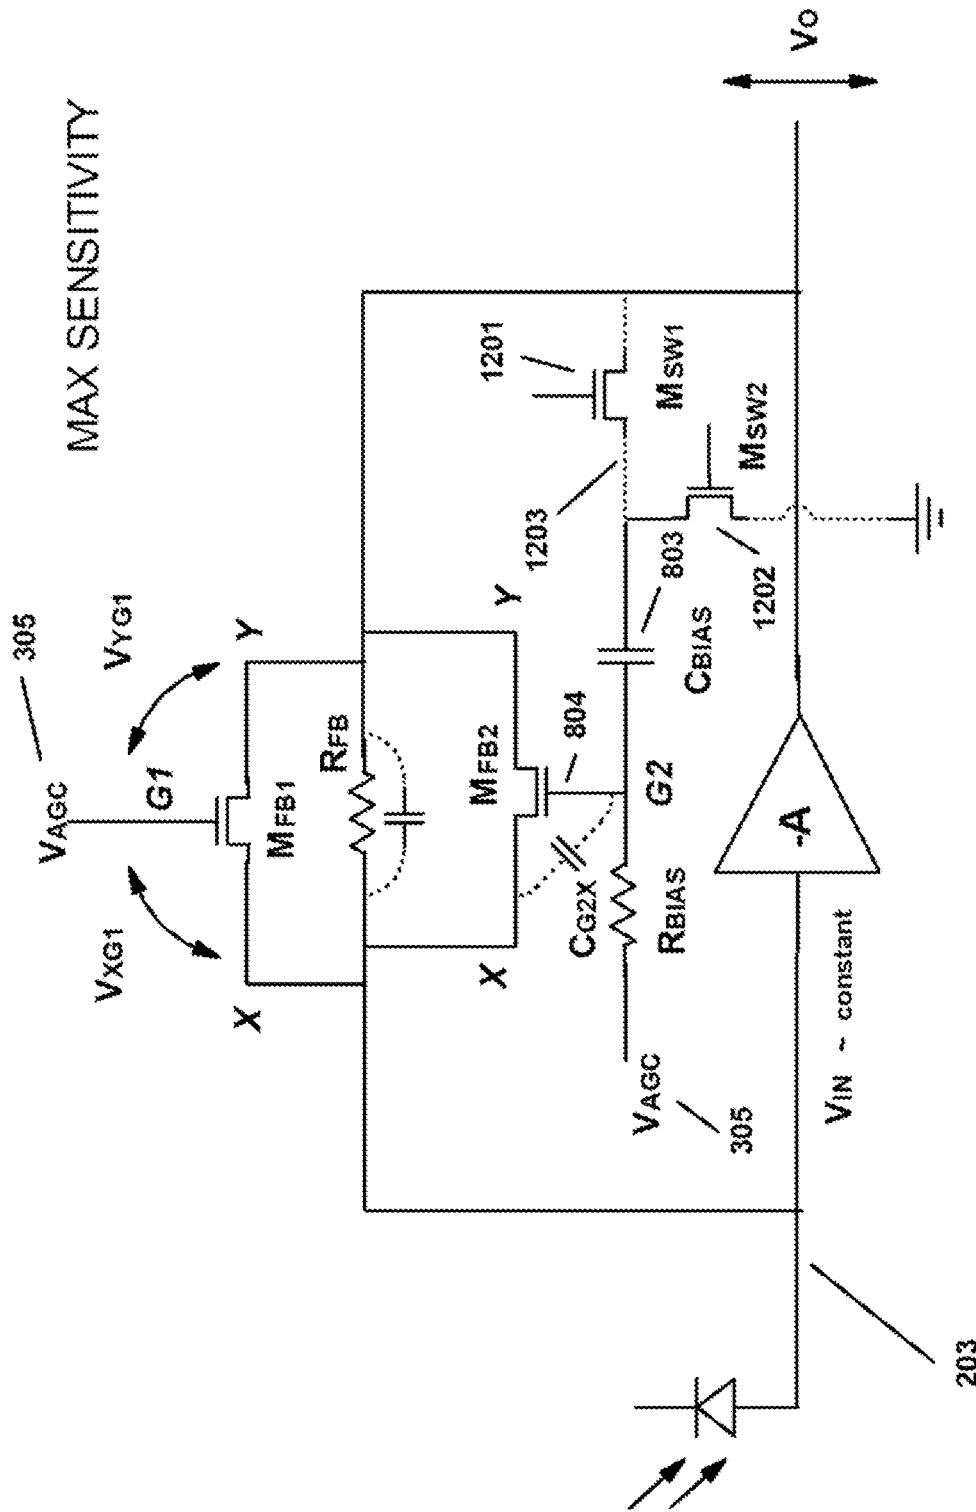 MAX SENSITIVITY
305
VAGC
G1
VXG1
VYG1
X
Y
MFB1
RFB
X
Y
MFB2
804
CG2X
G2
RBIAS
VAGC
305
803
CBIAS
1203
1201
MSW1
MSW2
1202
-A
VIN ~ constant
VO
203